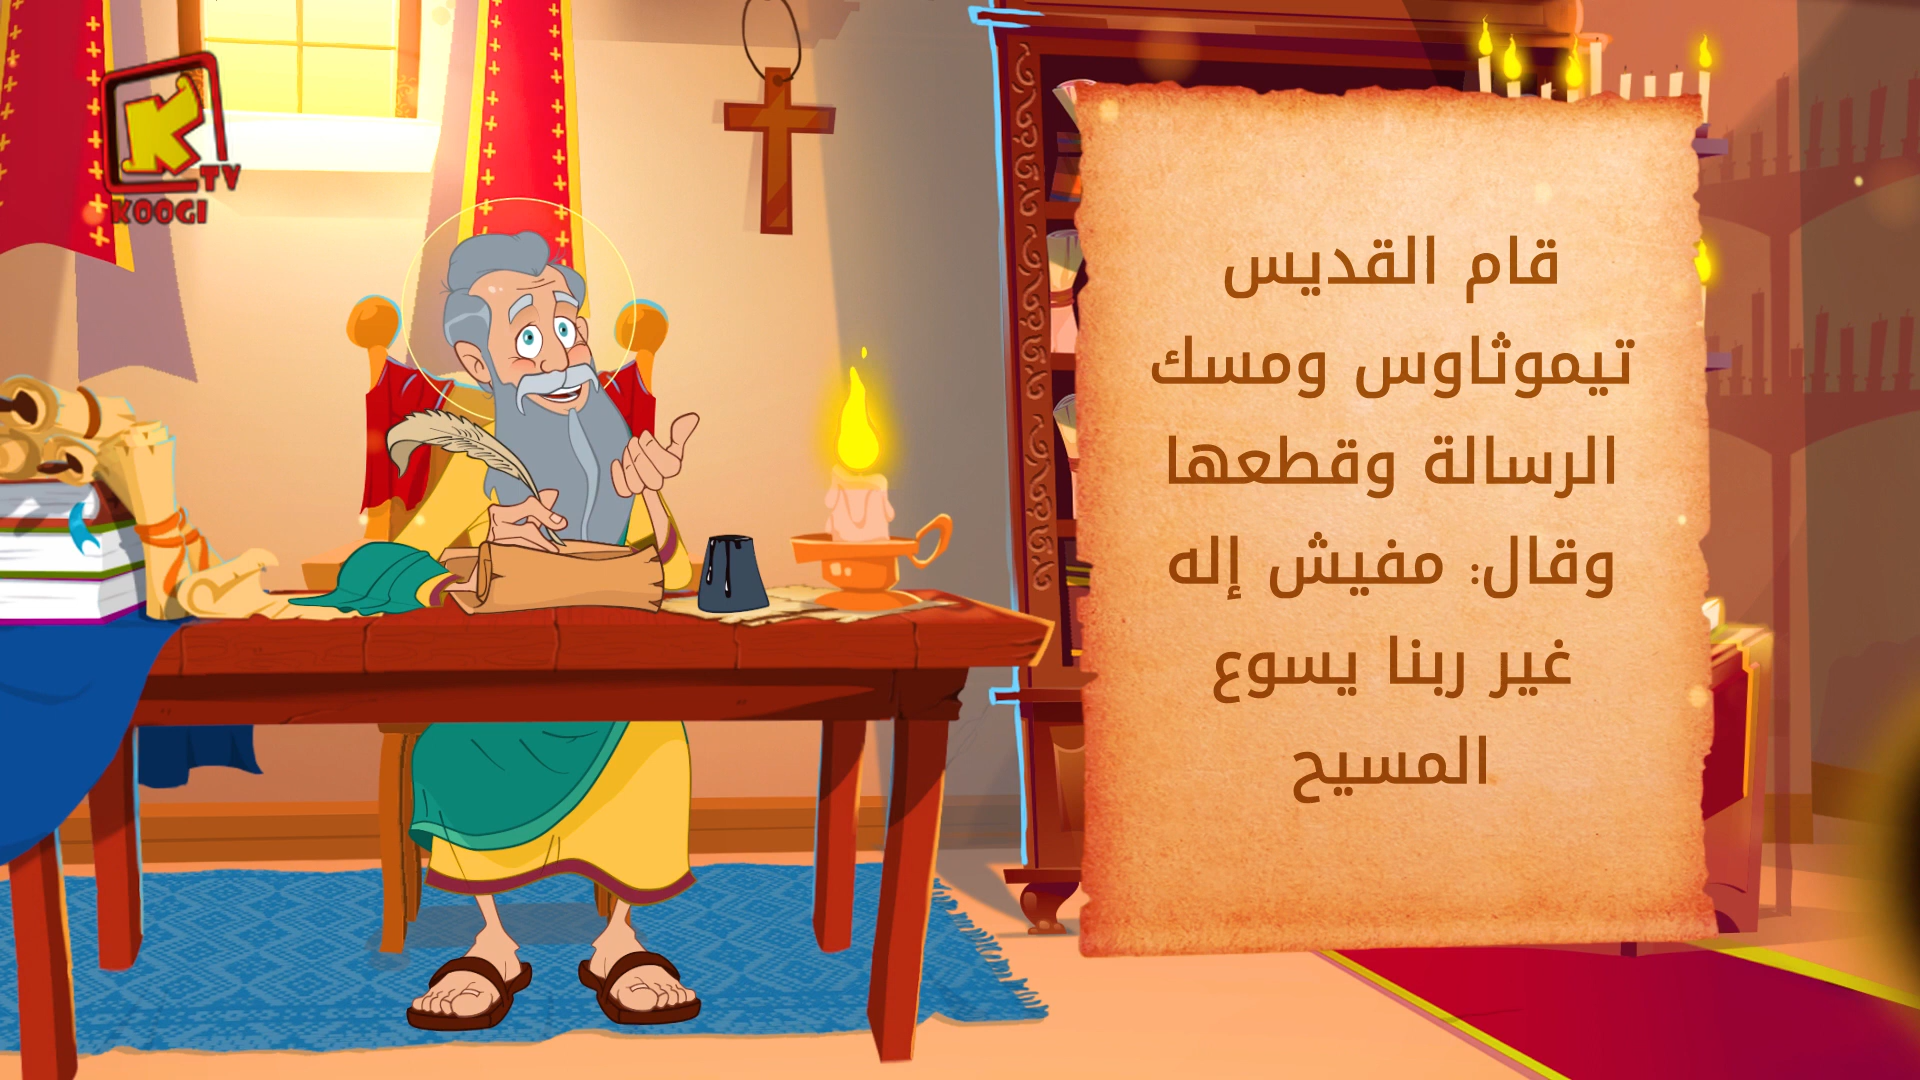 K
TV
KOOGI
قام القديس
تيموثاوس ومسك
الرسالة وقطعها
وقال: مفيش إله
غير ربنا يسوع
المسيح